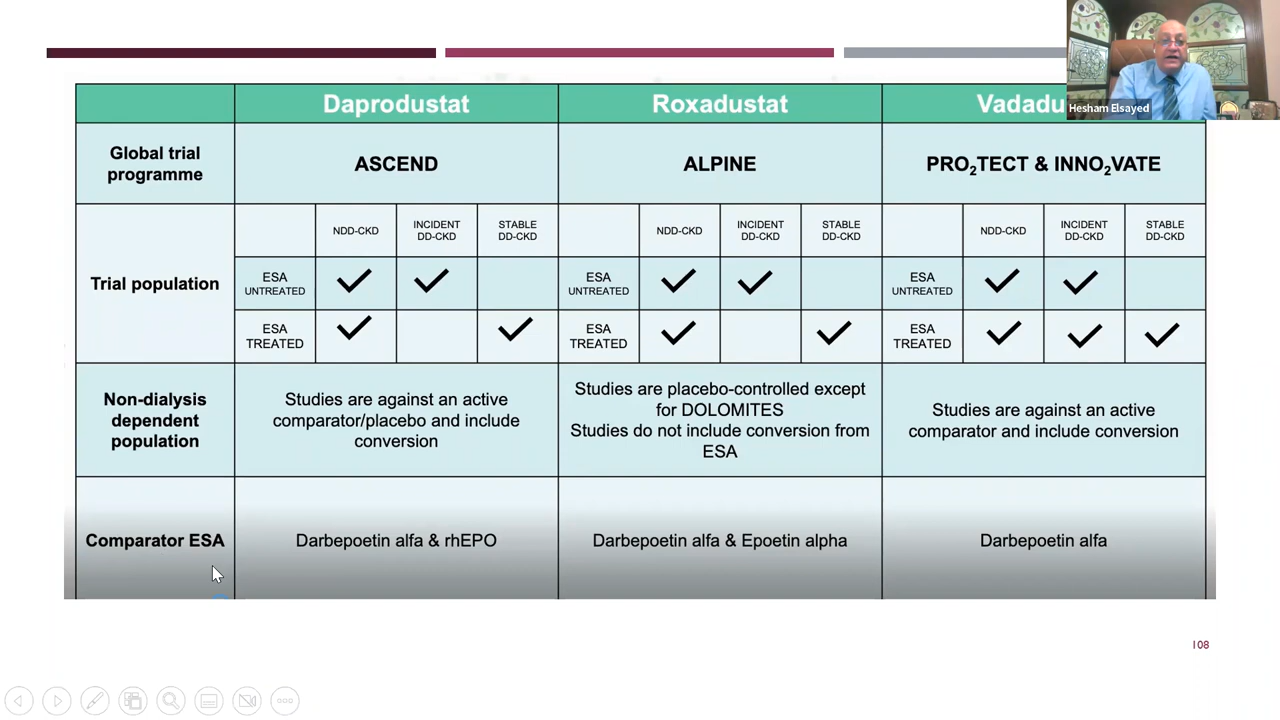 Daprodustat
Roxadustat
Hesham Elsayed
Global trial
programme
ASCEND
ALPINE
PRO₂TECT & INNO₂VATE
Trial population
NDD-CKD
INCIDENT
DD-CKD
STABLE
DD-CKD
NDD-CKD
INCIDENT
DD-CKD
STABLE
DD-CKD
NDD-CKD
INCIDENT
DD-CKD
STABLE
DD-CKD
ESA
UNTREATED
ESA
UNTREATED
ESA
UNTREATED
ESA
TREATED
ESA
TREATED
ESA
TREATED
Non-dialysis
dependent
population
Studies are against an active
comparator/placebo and include
conversion
Studies are placebo-controlled except
for DOLOMITES
Studies do not include conversion from
ESA
Studies are against an active
comparator and include conversion
Comparator ESA
Darbepoetin alfa & rhEPO
Darbepoetin alfa & Epoetin alpha
Darbepoetin alfa
108